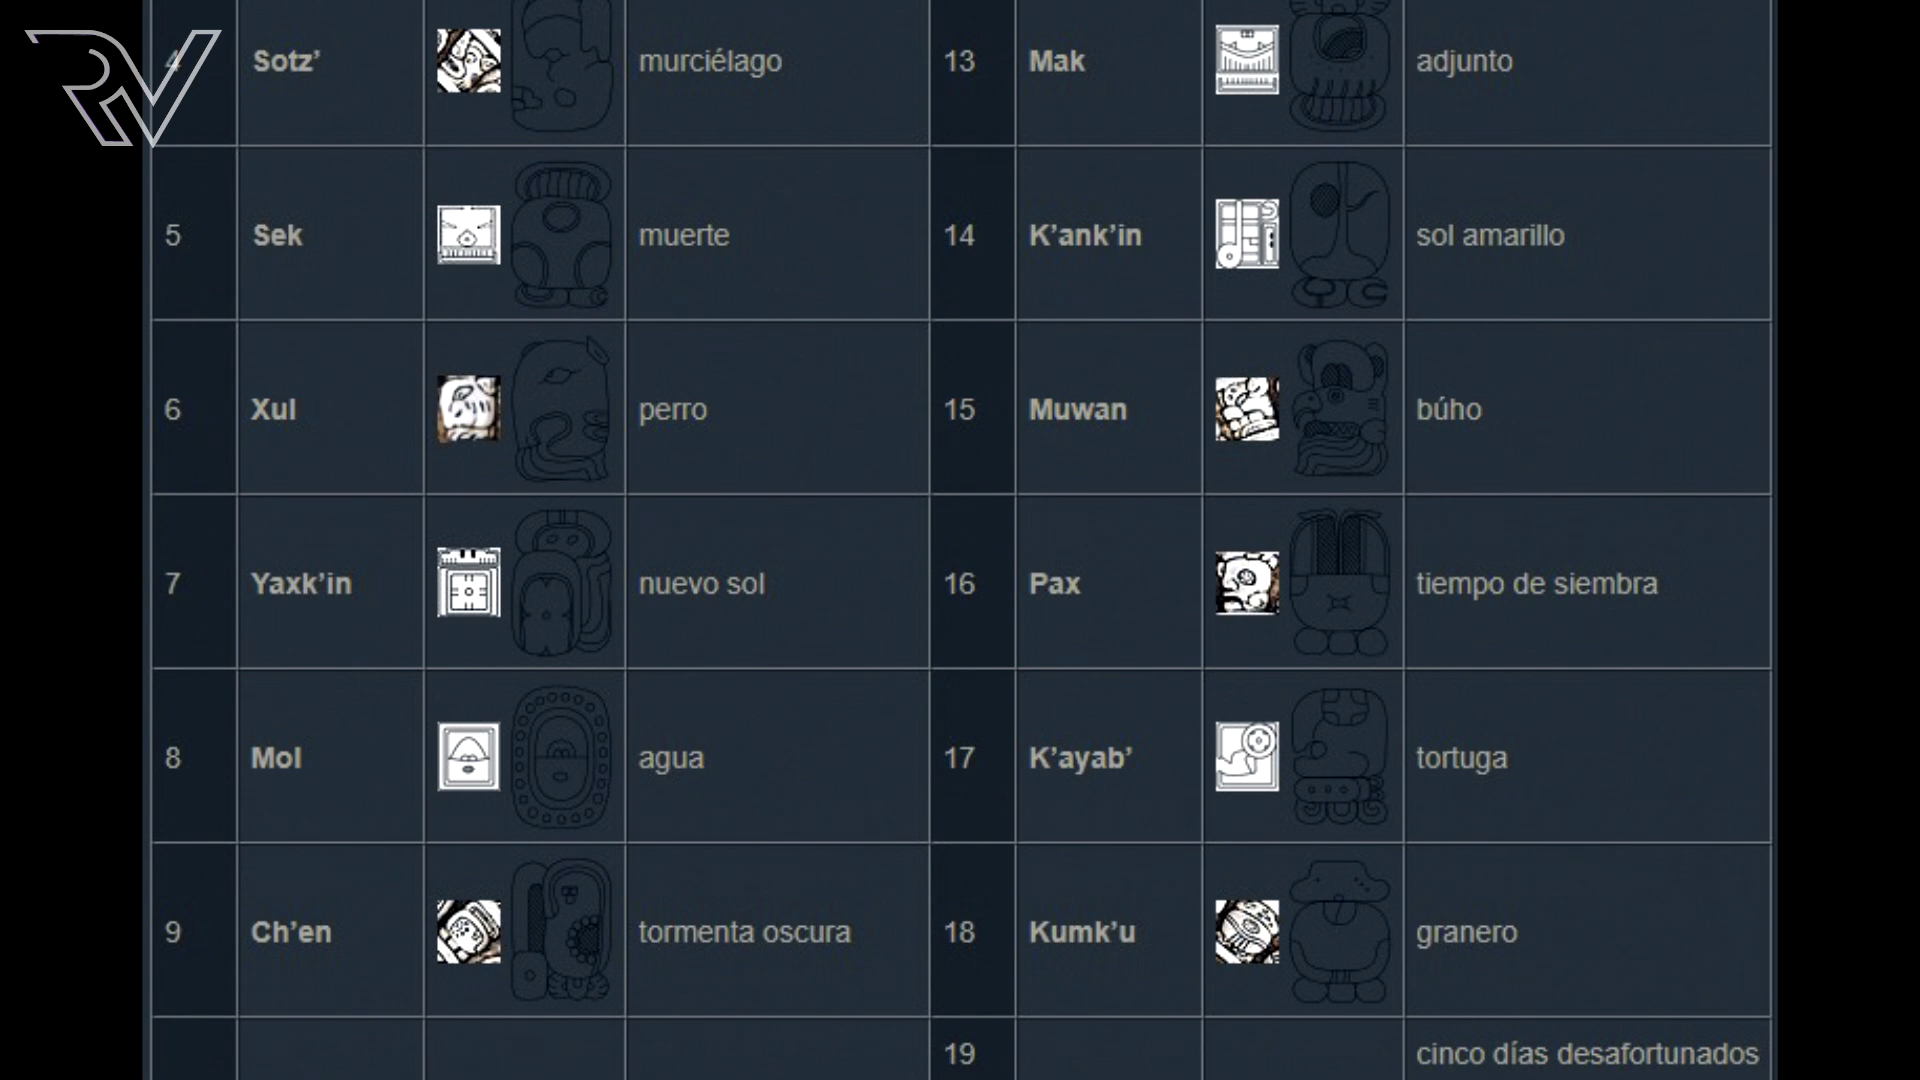 RV
4 Sotz’ murciélago 13 Mak adjunto
5 Sek muerte 14 K’ank’in sol amarillo
6 Xul perro 15 Muwan búho
7 Yaxk’in nuevo sol 16 Pax tiempo de siembra
8 Mol agua 17 K’ayab’ tortuga
9 Ch’en tormenta oscura 18 Kumk’u granero
19 cinco días desafortunados